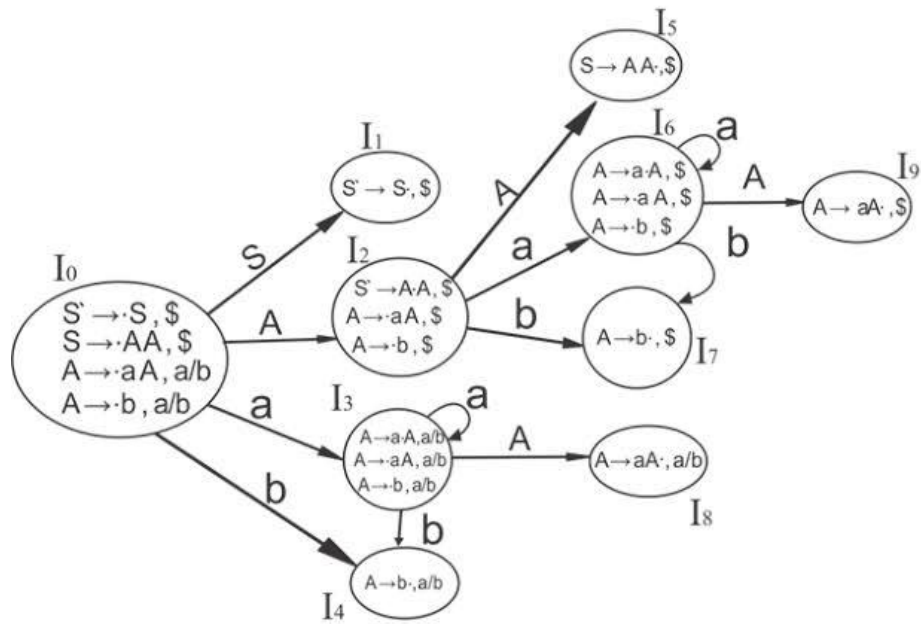 I5
S → A A·, $
I6
a
A → a·A, $
A → ·a A, $
A → ·b, $
A
I9
A → aA·, $
I1
S` → S·, $
S
A
a
b
I2
S` → A·A, $
A → ·aA, $
A → ·b, $
b
A → b·, $
I7
I0
S` → ·S, $
S → ·AA, $
A → ·aA, a/b
A → ·b, a/b
A
a
b
I3
a
A → a·A, a/b
A → ·aA, a/b
A → ·b, a/b
A
A → aA·, a/b
I8
b
A → b·, a/b
I4